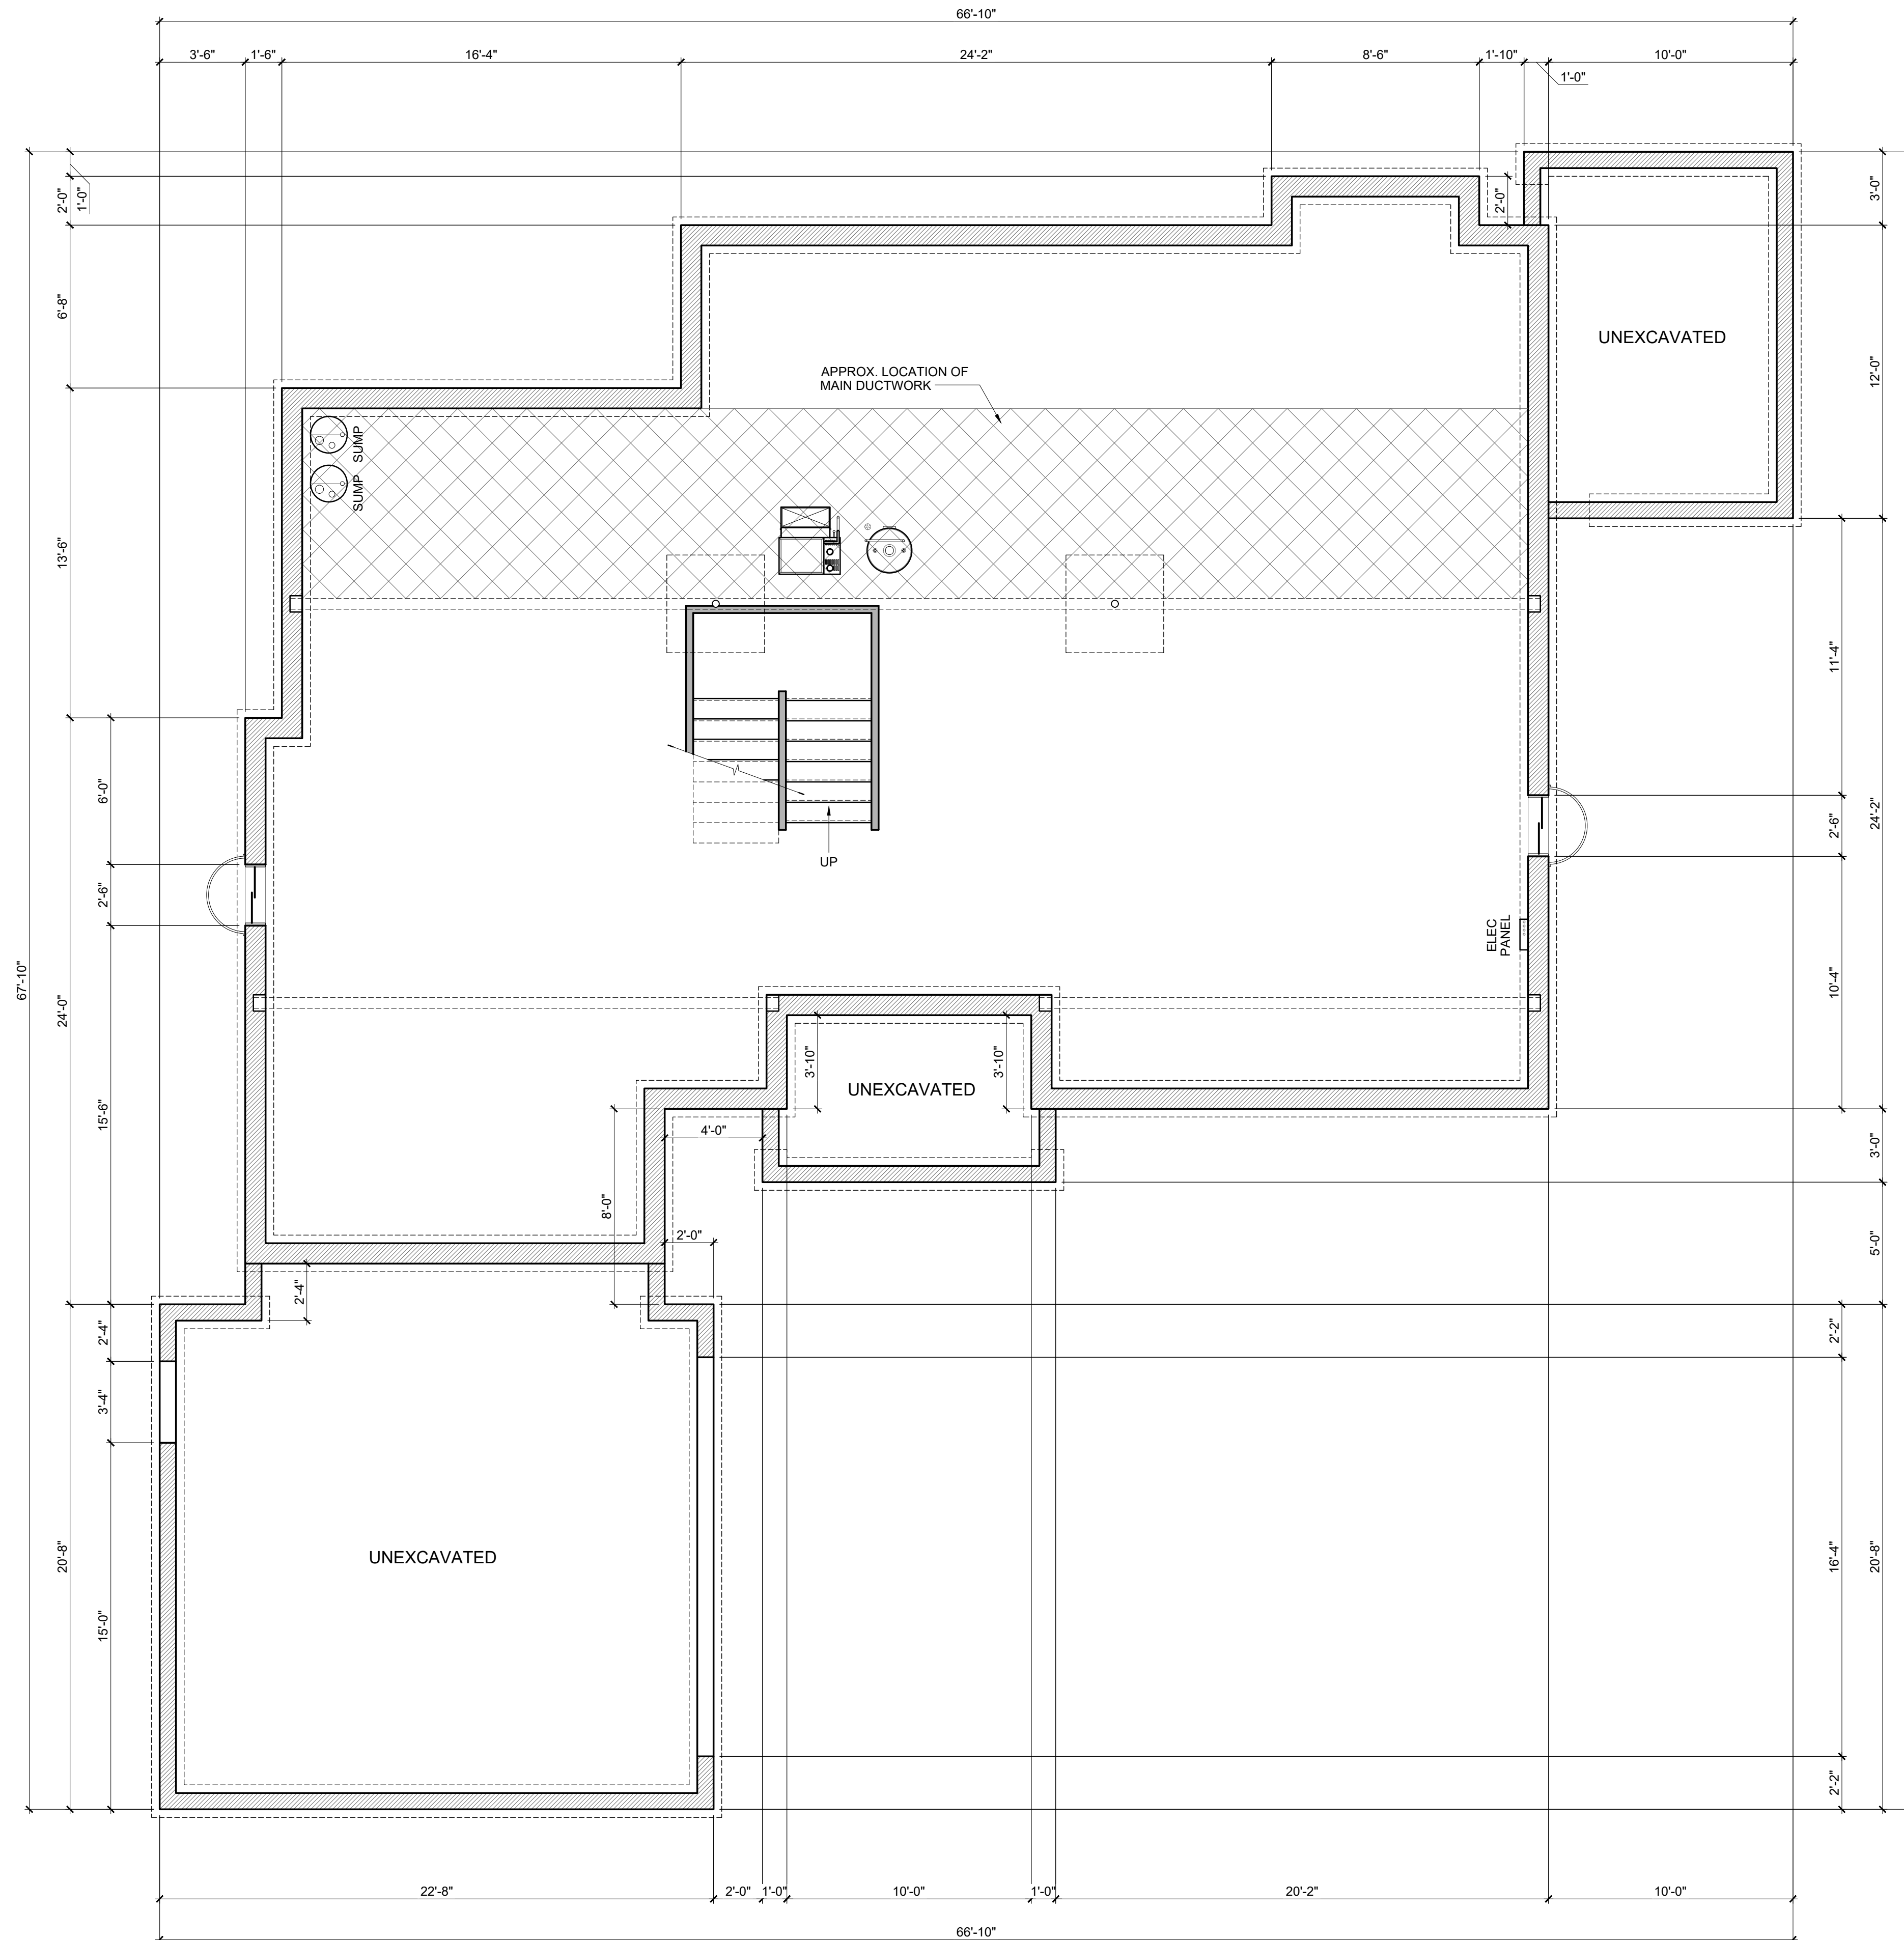 66'-10"
3'-6" 1'-6" 16'-4" 24'-2" 8'-6" 1'-10" 10'-0"
1'-0"
2'-0"
1'-0"
2'-0"
3'-0"
6'-8"
UNEXCAVATED
APPROX. LOCATION OF
MAIN DUCTWORK
12'-0"
SUMP
SUMP
13'-6"
11'-4"
6'-0"
2'-6"
24'-2"
UP
2'-6"
ELEC
PANEL
67'-10"
24'-0"
10'-4"
3'-10"
3'-10"
UNEXCAVATED
15'-6"
4'-0"
3'-0"
8'-0"
2'-0"
5'-0"
2'-4"
2'-4"
2'-2"
3'-4"
UNEXCAVATED
20'-8"
16'-4"
20'-8"
15'-0"
2'-2"
22'-8" 2'-0" 1'-0" 10'-0" 1'-0" 20'-2" 10'-0"
66'-10"